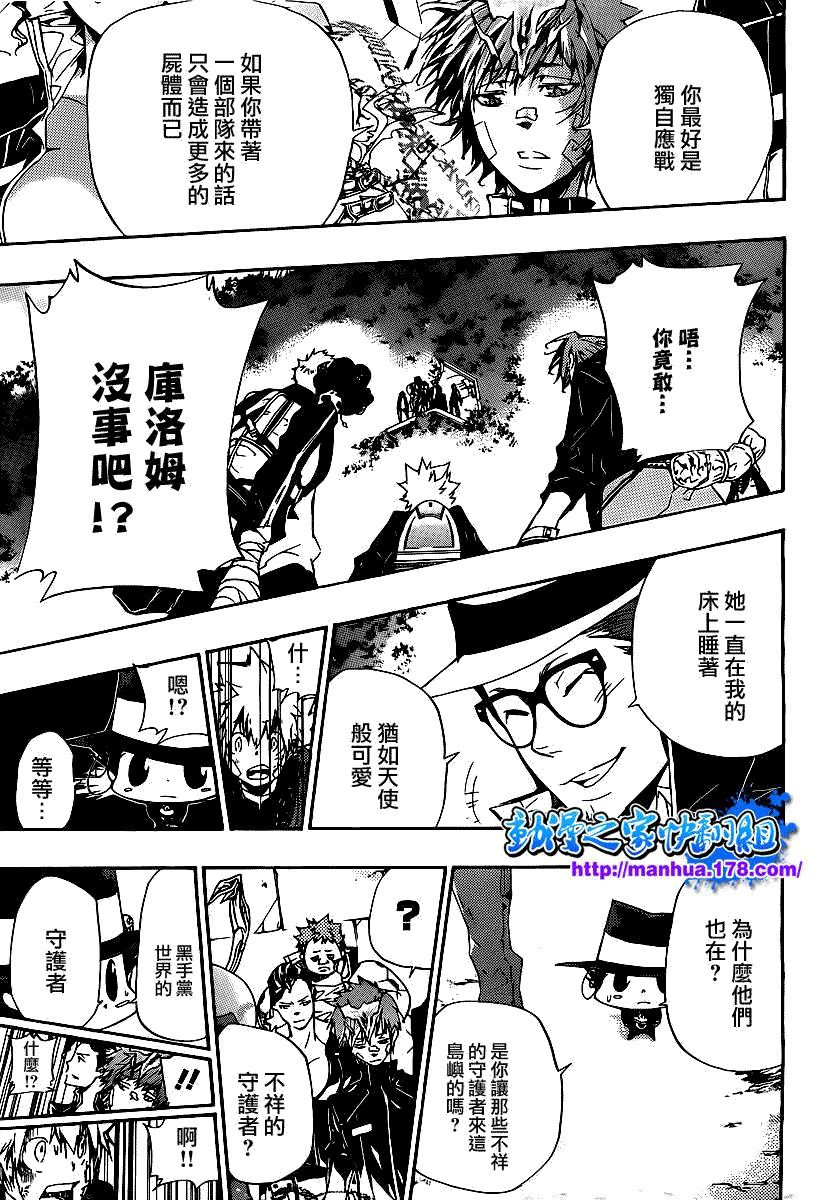 你最好是
獨自應戰
如果你帶著
一個部隊來的話
只會造成更多的
屍體而已
唔…
你竟敢…
庫洛姆
沒事吧!?
她一直在我的
床上睡著
猶如天使
般可愛
什…
嗯!?
等等…
動漫之家快翻組
http://manhua.178.com/
為什麼他們
也在?
是你讓那些不祥
的守護者來這
島嶼的嗎?
?
不祥的
守護者?
黑手黨
世界的
守護者
!!
什麼!?
啊!!